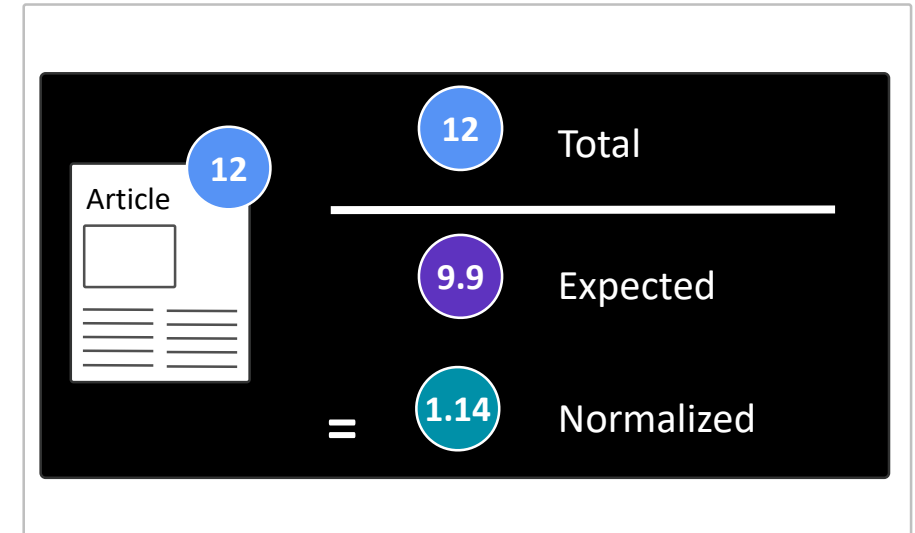 12
Article
12
Total
9.9
Expected
=
1.14
Normalized